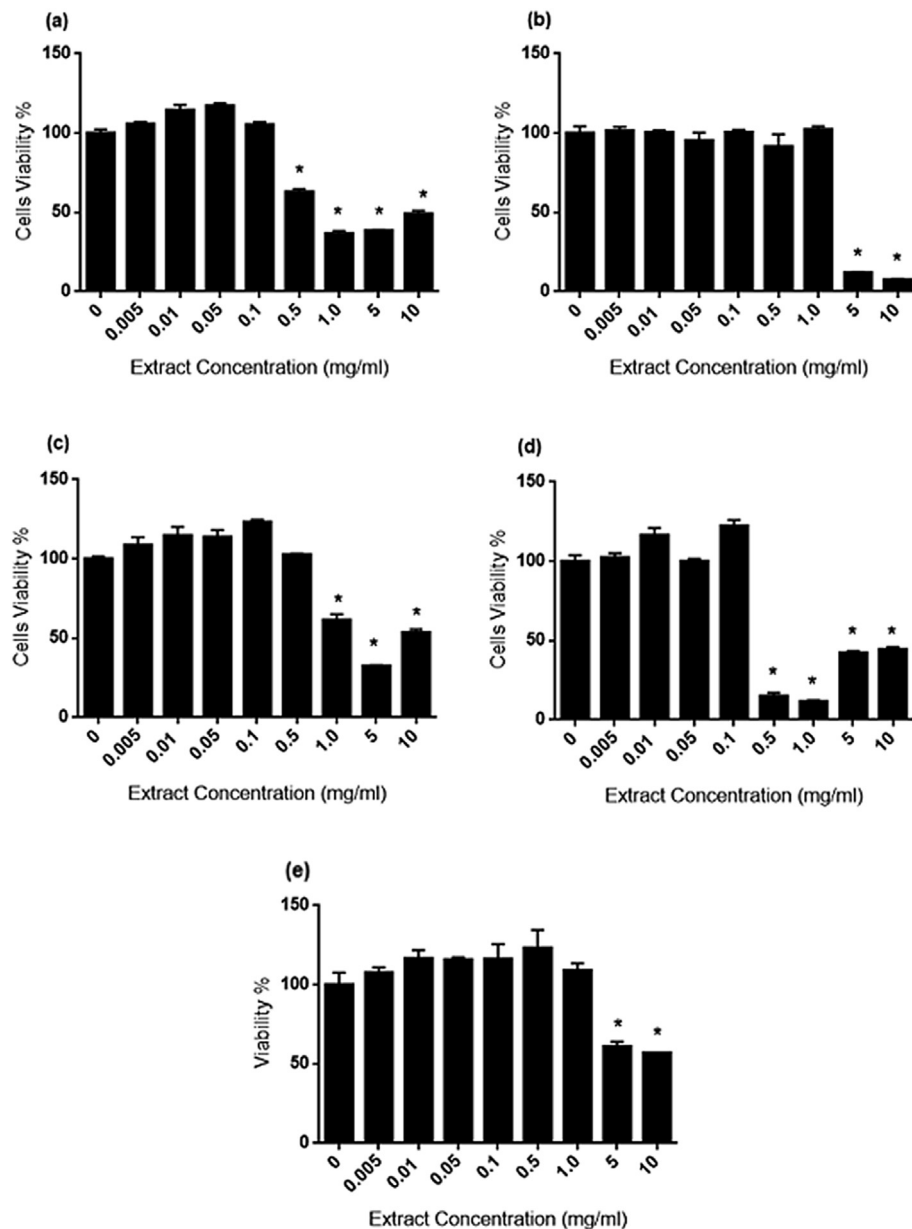 (a)
150
100
50
0
Cells Viability %
* * * *
0 0.005 0.01 0.05 0.1 0.5 1.0 5 10
Extract Concentration (mg/ml)
(b)
150
100
50
0
Cells Viability %
* *
0 0.005 0.01 0.05 0.1 0.5 1.0 5 10
Extract Concentration (mg/ml)
(c)
150
100
50
0
Cells Viability %
* * *
0 0.005 0.01 0.05 0.1 0.5 1.0 5 10
Extract Concentration (mg/ml)
(d)
150
100
50
0
Cells Viability %
* * * *
0 0.005 0.01 0.05 0.1 0.5 1.0 5 10
Extract Concentration (mg/ml)
(e)
150
100
50
0
Viability %
* *
0 0.005 0.01 0.05 0.1 0.5 1.0 5 10
Extract Concentration (mg/ml)